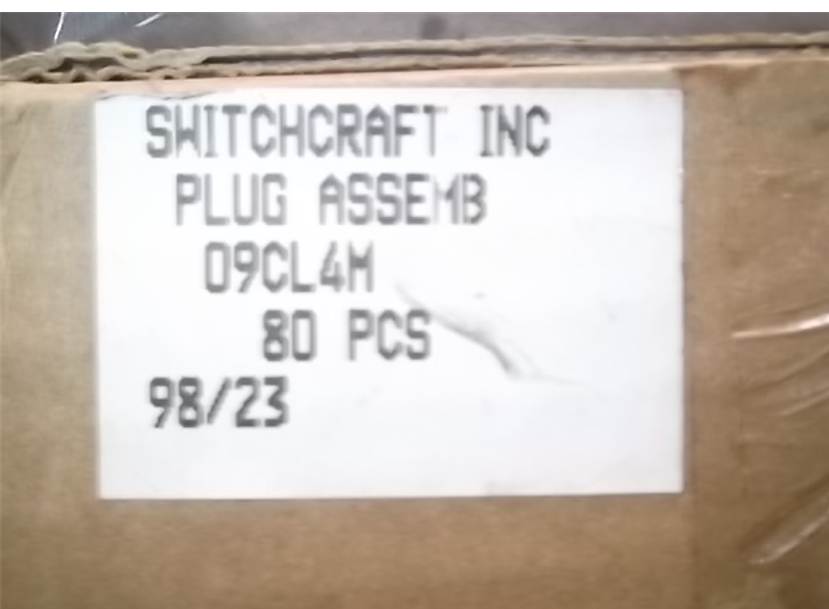 SWITCHCRAFT INC
PLUG ASSEMB
09CL4M
80 PCS
98/23